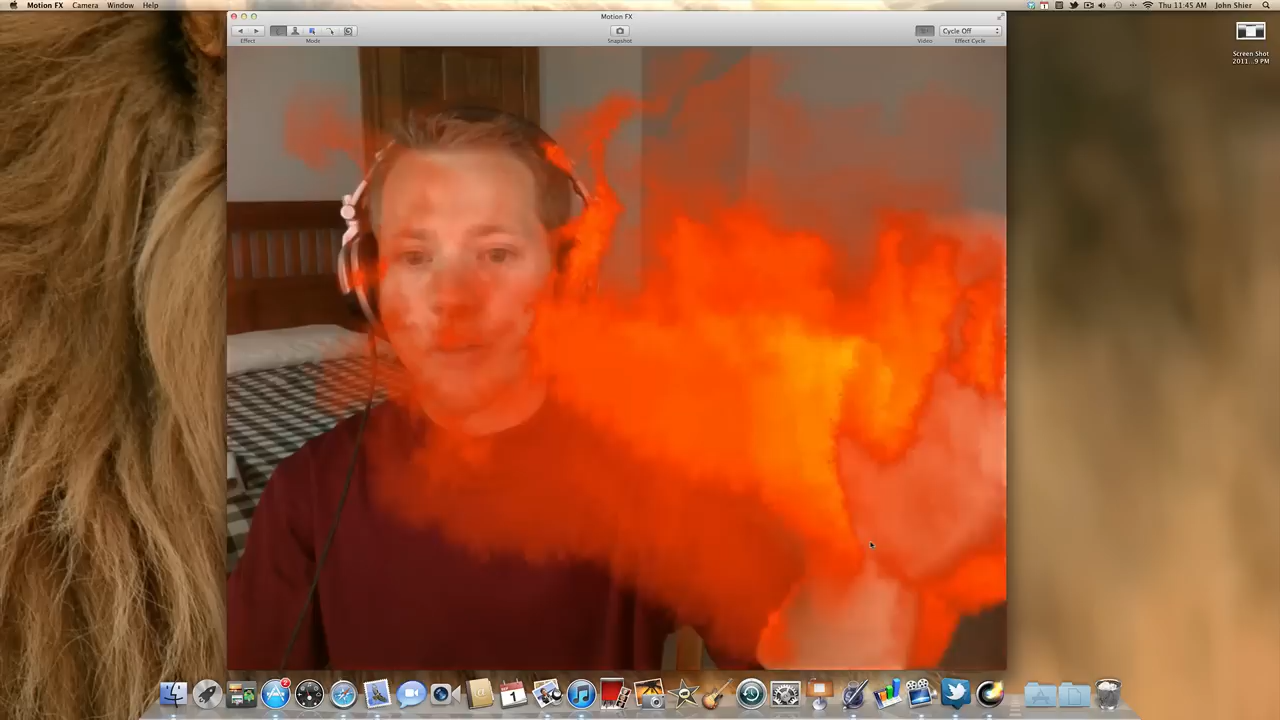 Motion FX Camera Window Help
Thu 11:45 AM John Shier
Motion FX
Cycle Off
Effect Mode Snapshot Video Effect Cycle
Screen Shot
2011...9 PM
2
1